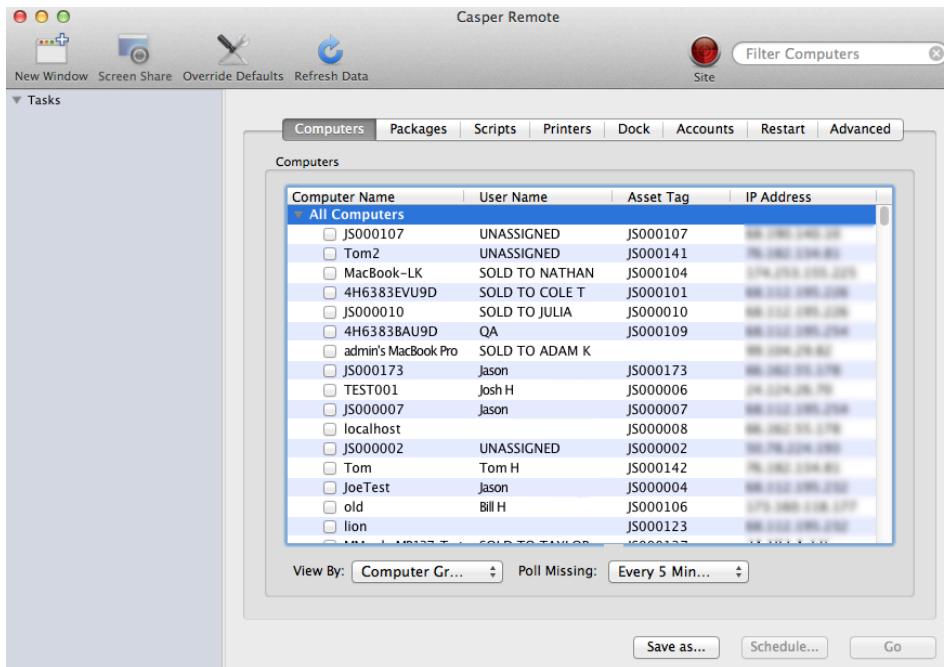 Casper Remote
New Window Screen Share Override Defaults Refresh Data Site Filter Computers
Tasks
Computers Packages Scripts Printers Dock Accounts Restart Advanced
Computers
Computer Name User Name Asset Tag IP Address
All Computers
JS000107 UNASSIGNED JS000107
Tom2 UNASSIGNED JS000141
MacBook-LK SOLD TO NATHAN JS000104
4H6383EVU9D SOLD TO COLE T JS000101
JS000010 SOLD TO JULIA JS000010
4H6383BAU9D QA JS000109
admin's MacBook Pro SOLD TO ADAM K
JS000173 Jason JS000173
TEST001 Josh H JS000006
JS000007 Jason JS000007
localhost JS000008
JS000002 UNASSIGNED JS000002
Tom Tom H JS000142
JoeTest Jason JS000004
old Bill H JS000106
lion JS000123
View By: Computer Gr... Poll Missing: Every 5 Min...
Save as... Schedule... Go